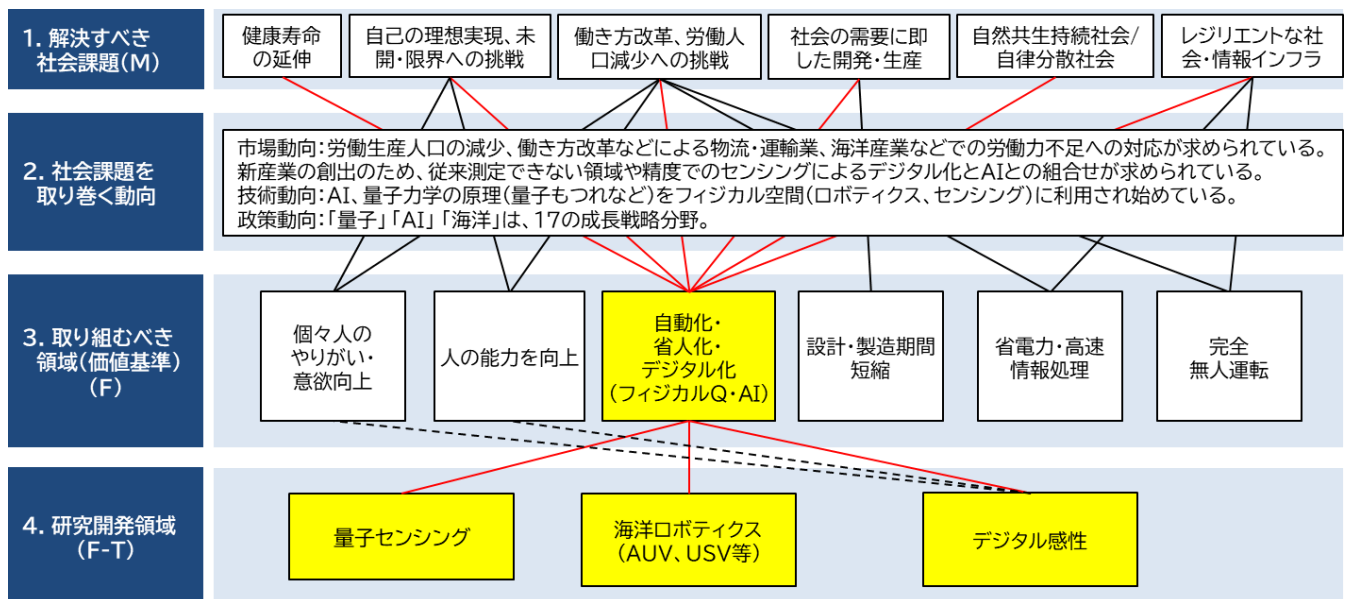 1. 解決すべき
社会課題(M)
健康寿命
の延伸
自己の理想実現、未
開・限界への挑戦
働き方改革、労働人
口減少への挑戦
社会の需要に即
した開発・生産
自然共生持続社会/
自律分散社会
レジリエントな社
会・情報インフラ
2. 社会課題を
取り巻く動向
市場動向：労働生産人口の減少、働き方改革などによる物流・運輸業、海洋産業などでの労働力不足への対応が求められている。
新産業の創出のため、従来測定できない領域や精度でのセンシングによるデジタル化とAIとの組合せが求められている。
技術動向：AI、量子力学の原理(量子もつれなど)をフィジカル空間(ロボティクス、センシング)に利用され始めている。
政策動向：「量子」「AI」「海洋」は、17の成長戦略分野。
3. 取り組むべき
領域(価値基準)
(F)
個々人の
やりがい・
意欲向上
人の能力を向上
自動化・
省人化・
デジタル化
(フィジカルQ・AI)
設計・製造期間
短縮
省電力・高速
情報処理
完全
無人運転
4. 研究開発領域
(F-T)
量子センシング
海洋ロボティクス
(AUV、USV等)
デジタル感性